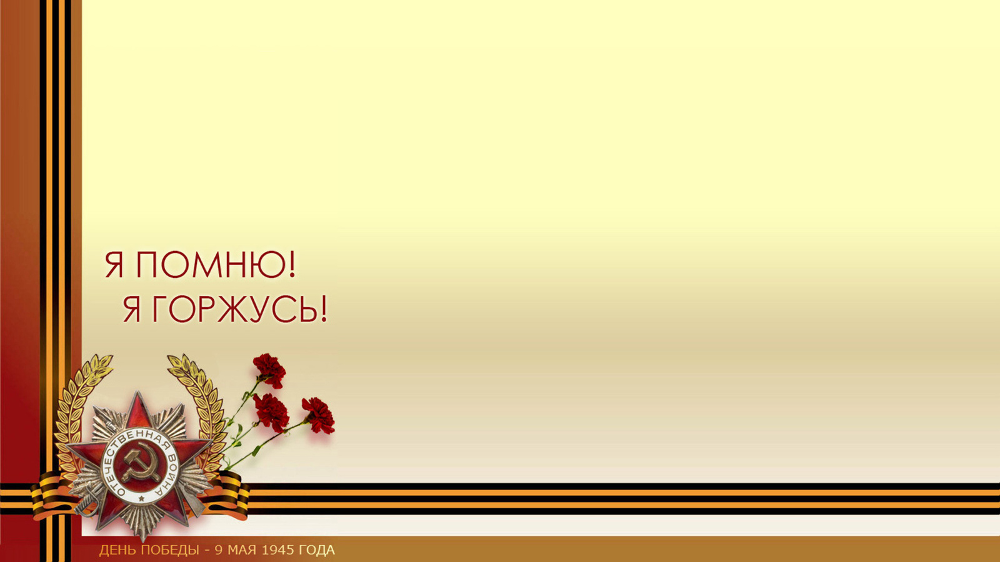 Я ПОМНЮ!
Я ГОРЖУСЬ!
ОТЕЧЕСТВЕННАЯ ВОЙНА
ДЕНЬ ПОБЕДЫ - 9 МАЯ 1945 ГОДА